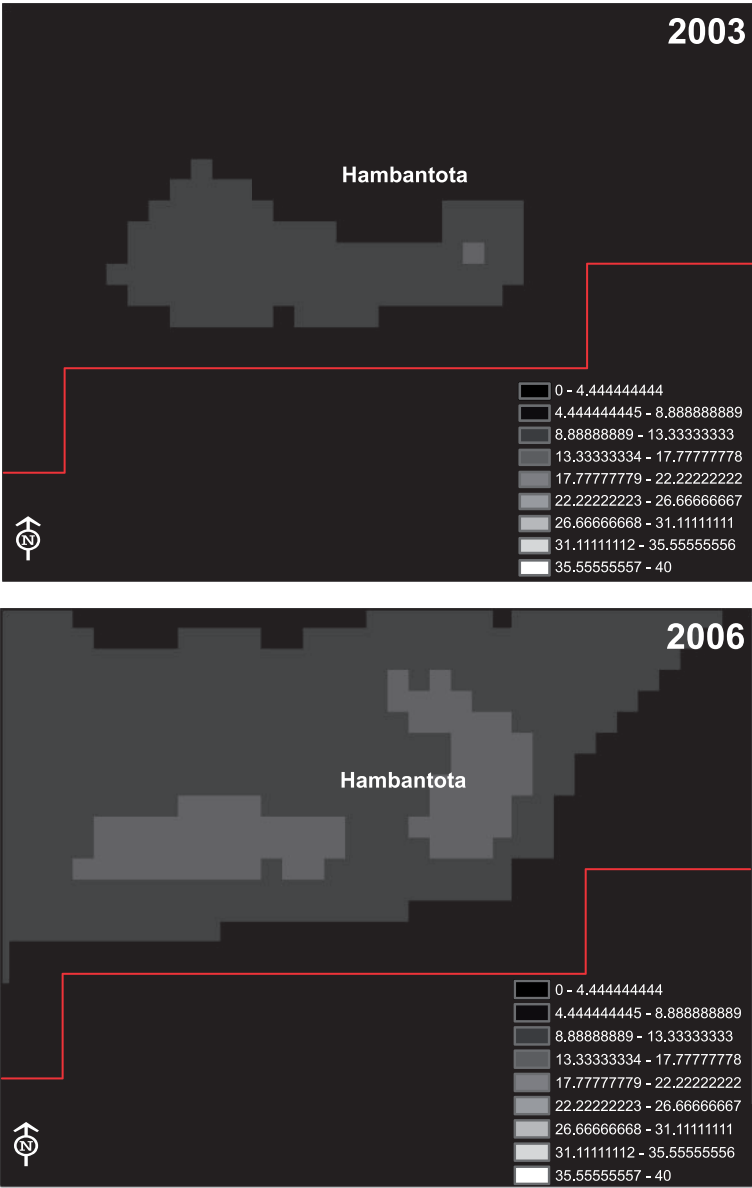 2003
Hambantota
0 - 4.444444444
4.444444445 - 8.888888889
8.88888889 - 13.33333333
13.33333334 - 17.77777778
17.77777779 - 22.22222222
22.22222223 - 26.66666667
26.66666668 - 31.11111111
31.11111112 - 35.55555556
35.55555557 - 40
N
2006
Hambantota
0 - 4.444444444
4.444444445 - 8.888888889
8.88888889 - 13.33333333
13.33333334 - 17.77777778
17.77777779 - 22.22222222
22.22222223 - 26.66666667
26.66666668 - 31.11111111
31.11111112 - 35.55555556
35.55555557 - 40
N